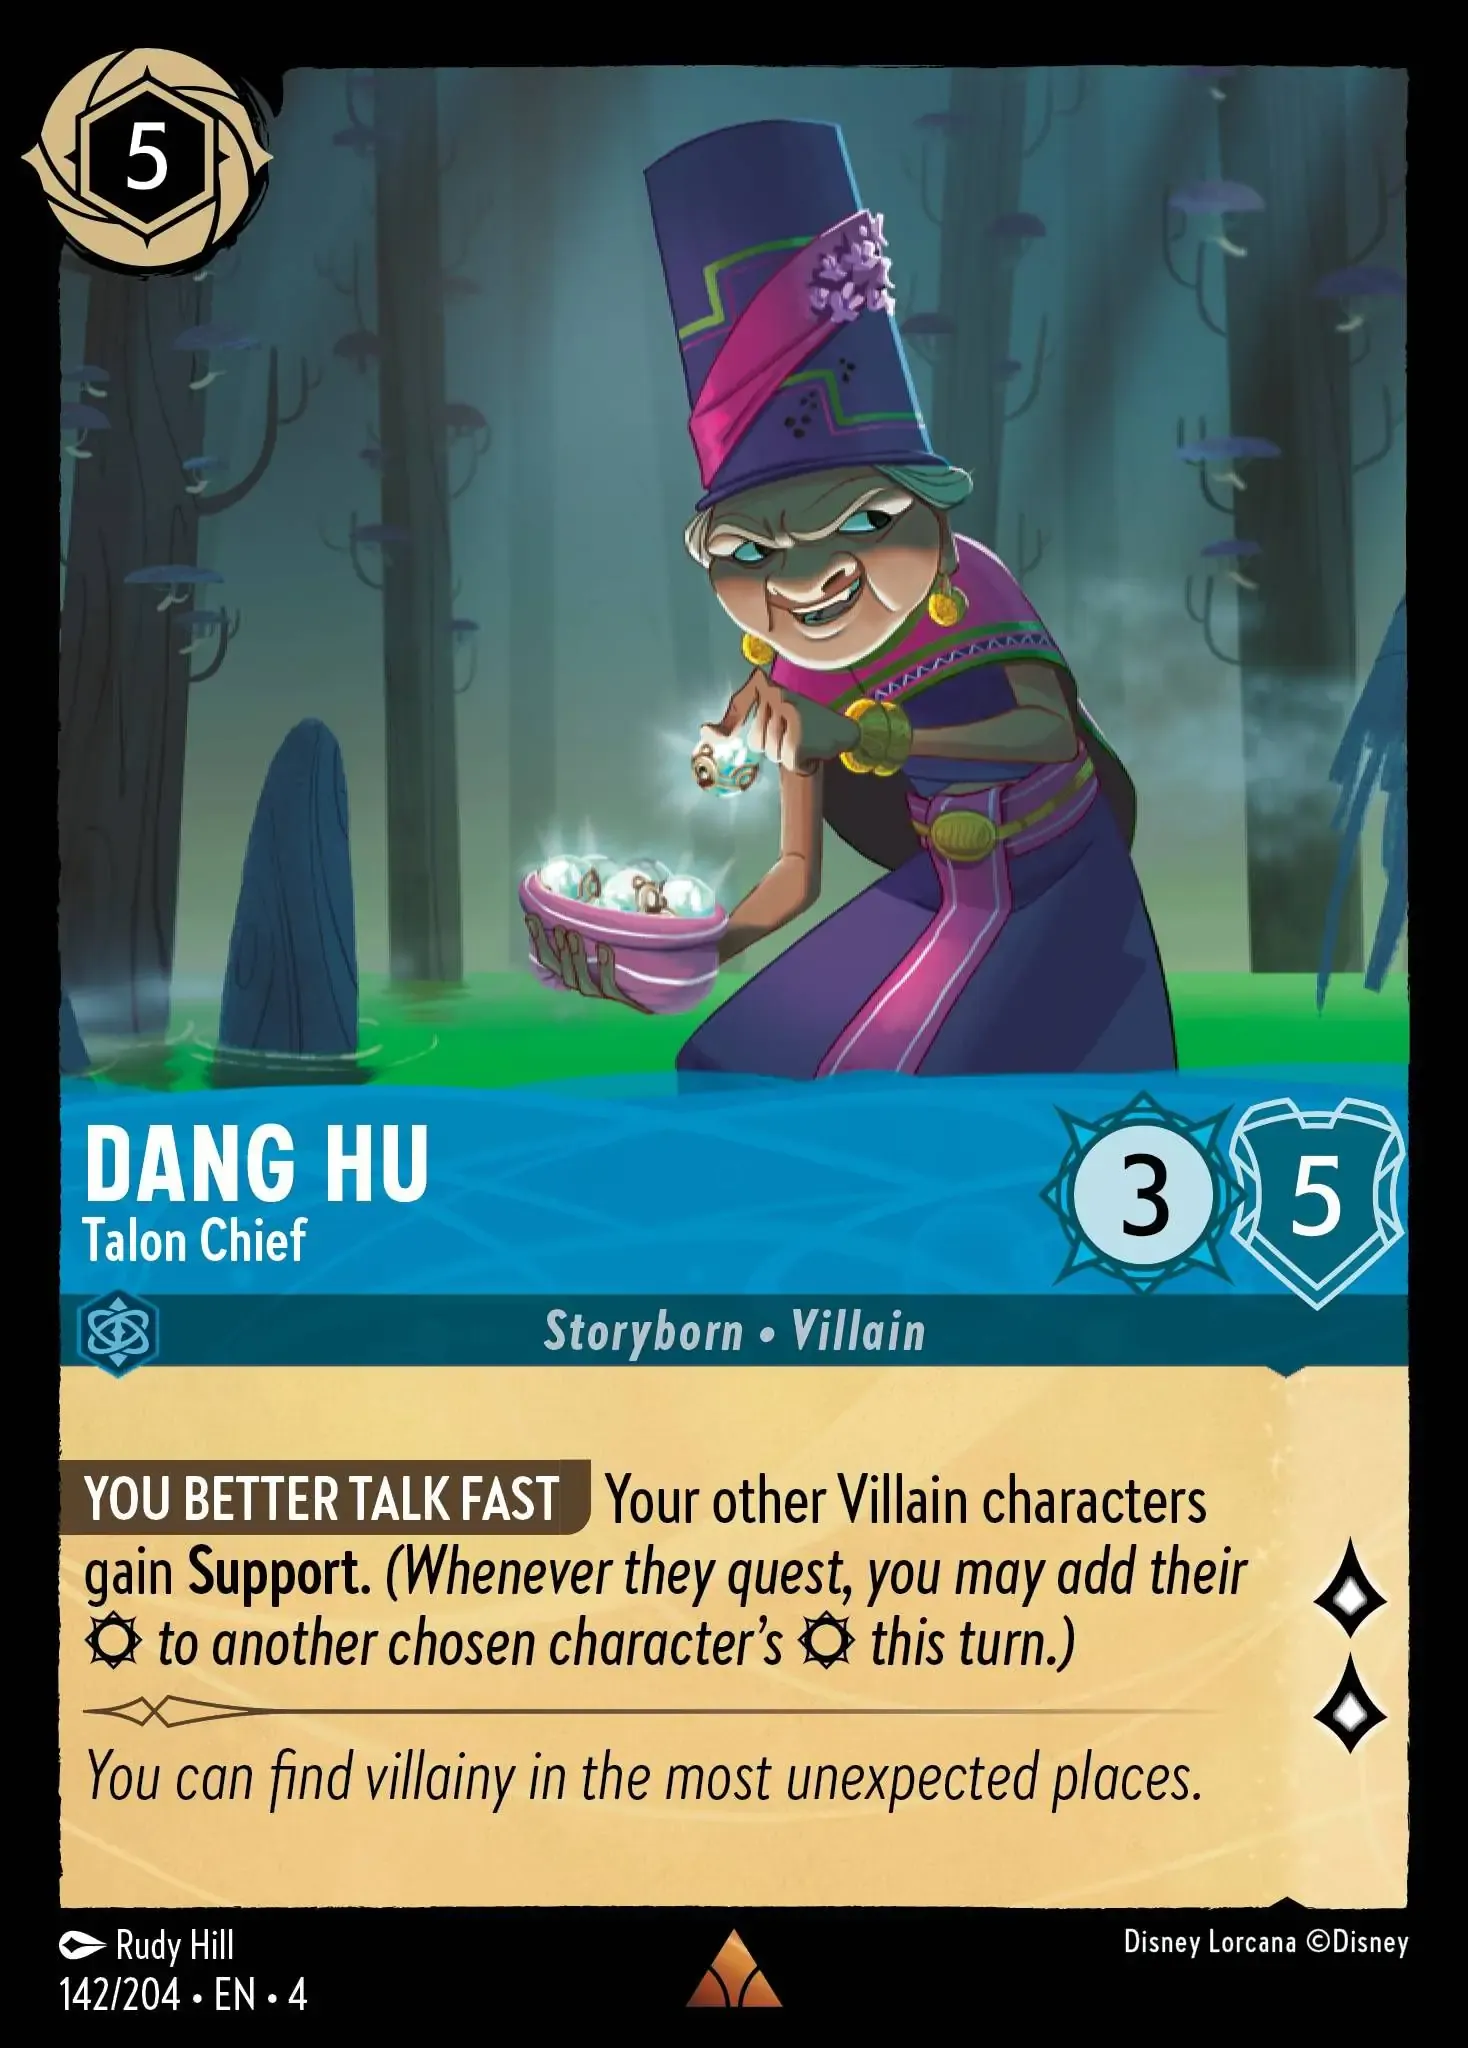 5
DANG HU
Talon Chief
3
5
Storyborn • Villain
YOU BETTER TALK FAST Your other Villain characters
gain Support. (Whenever they quest, you may add their
to another chosen character's this turn.)
You can find villainy in the most unexpected places.
Rudy Hill
Disney Lorcana ©Disney
142/204 • EN • 4